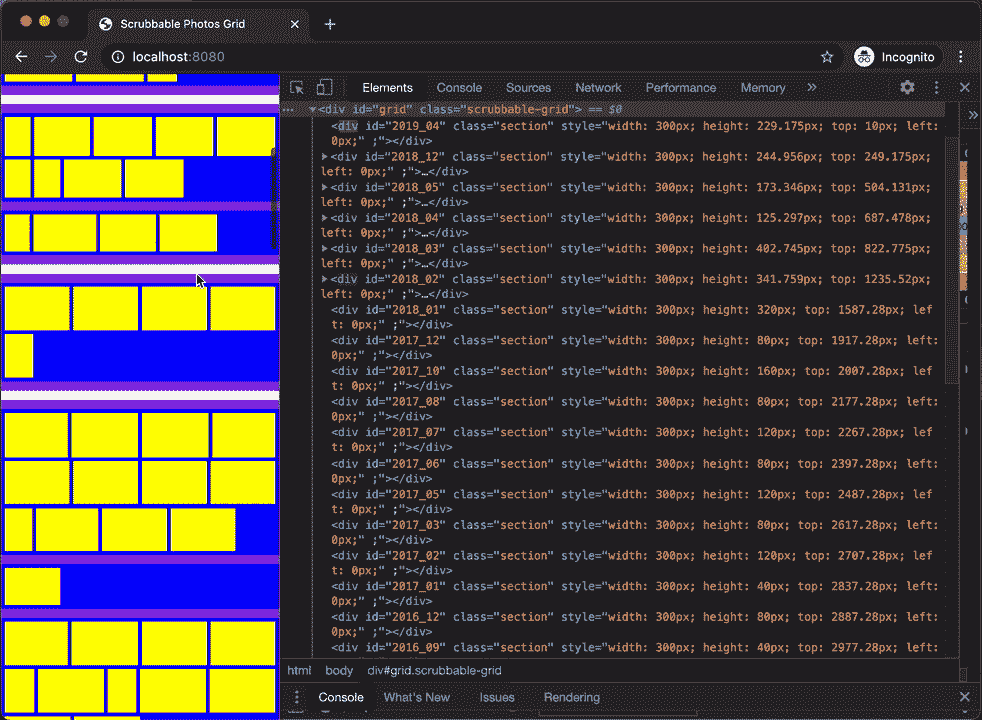 Scrubbable Photos Grid
localhost:8080
Incognito
Elements Console Sources Network Performance Memory
<div id="grid" class="scrubbable-grid"> == $0
<div id="2019_04" class="section" style="width: 300px; height: 229.175px; top: 10px; left:
0px;" ;"></div>
<div id="2018_12" class="section" style="width: 300px; height: 244.956px; top: 249.175px;
left: 0px;" ;">…</div>
<div id="2018_05" class="section" style="width: 300px; height: 173.346px; top: 504.131px;
left: 0px;" ;">…</div>
<div id="2018_04" class="section" style="width: 300px; height: 125.297px; top: 687.478px;
left: 0px;" ;">…</div>
<div id="2018_03" class="section" style="width: 300px; height: 402.745px; top: 822.775px;
left: 0px;" ;">…</div>
<div id="2018_02" class="section" style="width: 300px; height: 341.759px; top: 1235.52px;
left: 0px;" ;">…</div>
<div id="2018_01" class="section" style="width: 300px; height: 320px; top: 1587.28px; lef
t: 0px;" ;"></div>
<div id="2017_12" class="section" style="width: 300px; height: 80px; top: 1917.28px; left:
0px;" ;"></div>
<div id="2017_10" class="section" style="width: 300px; height: 160px; top: 2007.28px; lef
t: 0px;" ;"></div>
<div id="2017_08" class="section" style="width: 300px; height: 80px; top: 2177.28px; left:
0px;" ;"></div>
<div id="2017_07" class="section" style="width: 300px; height: 120px; top: 2267.28px; lef
t: 0px;" ;"></div>
<div id="2017_06" class="section" style="width: 300px; height: 80px; top: 2397.28px; left:
0px;" ;"></div>
<div id="2017_05" class="section" style="width: 300px; height: 120px; top: 2487.28px; lef
t: 0px;" ;"></div>
<div id="2017_03" class="section" style="width: 300px; height: 80px; top: 2617.28px; left:
0px;" ;"></div>
<div id="2017_02" class="section" style="width: 300px; height: 120px; top: 2707.28px; lef
t: 0px;" ;"></div>
<div id="2017_01" class="section" style="width: 300px; height: 40px; top: 2837.28px; left:
0px;" ;"></div>
<div id="2016_12" class="section" style="width: 300px; height: 80px; top: 2887.28px; left:
0px;" ;"></div>
<div id="2016_09" class="section" style="width: 300px; height: 40px; top: 2977.28px; left:
html body div#grid.scrubbable-grid
Console What's New Issues Rendering